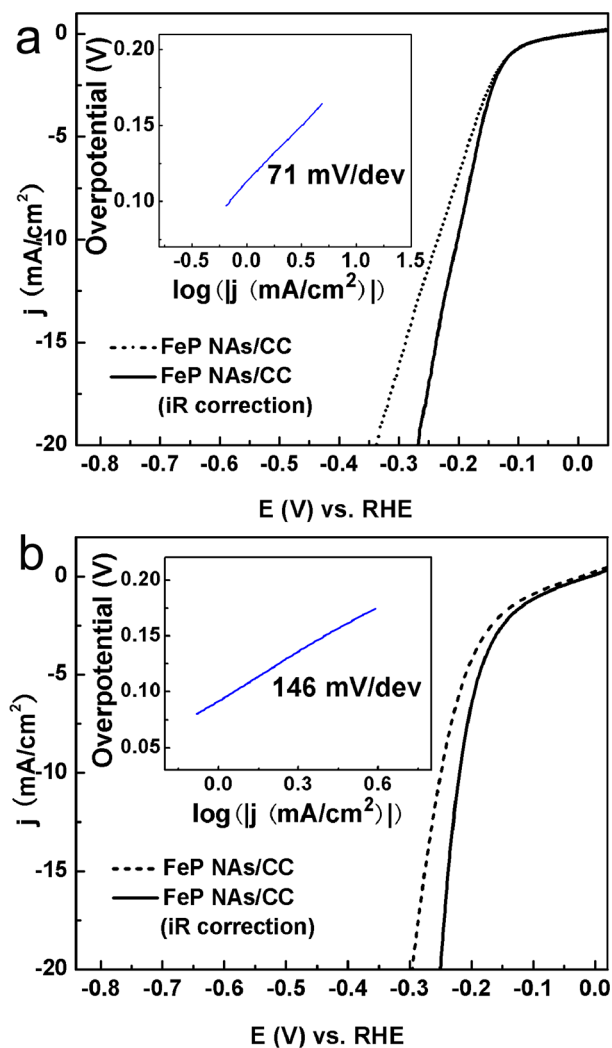 a
0
-5
-10
-15
-20
j (mA/cm²)
0.20
0.15
0.10
Overpotential (V)
71 mV/dev
-0.5 0.0 0.5 1.0 1.5
log(|j (mA/cm²)|)
FeP NAs/CC
FeP NAs/CC
(iR correction)
-0.8 -0.7 -0.6 -0.5 -0.4 -0.3 -0.2 -0.1 0.0
E (V) vs. RHE
b
0
-5
-10
-15
-20
j (mA/cm²)
0.20
0.15
0.10
0.05
Overpotential (V)
146 mV/dev
0.0 0.3 0.6
log(|j (mA/cm²)|)
FeP NAs/CC
FeP NAs/CC
(iR correction)
-0.8 -0.7 -0.6 -0.5 -0.4 -0.3 -0.2 -0.1 0.0
E (V) vs. RHE